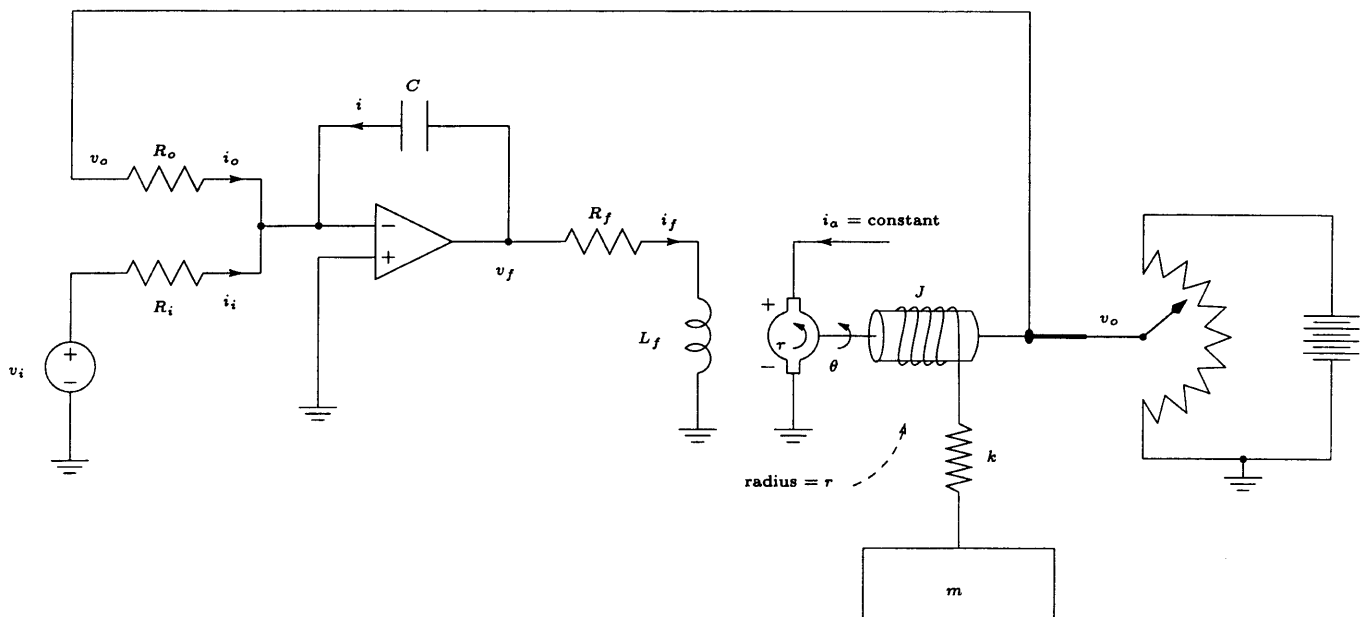 C
i
v_o
R_o
i_o
−
+
R_i
i_i
+
−
v_i
v_f
R_f
i_f
L_f
i_a = constant
+
τ
−
θ
J
v_o
radius = r
k
m